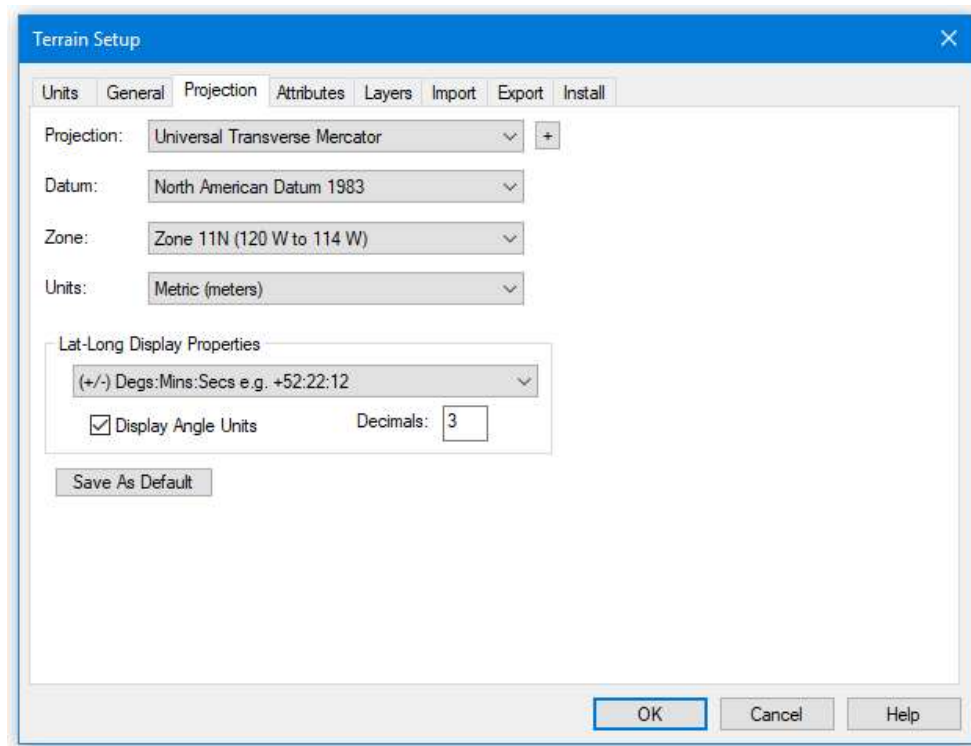 Terrain Setup
Units General Projection Attributes Layers Import Export Install
Projection: Universal Transverse Mercator +
Datum: North American Datum 1983
Zone: Zone 11N (120 W to 114 W)
Units: Metric (meters)
Lat-Long Display Properties
(+/-) Degs:Mins:Secs e.g. +52:22:12
Display Angle Units Decimals: 3
Save As Default
OK Cancel Help